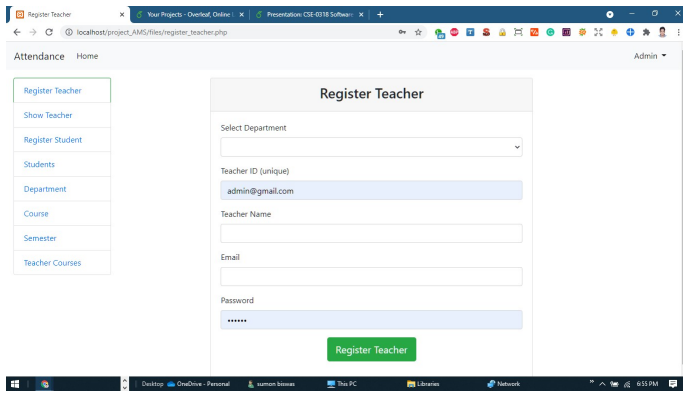 Register Teacher
Your Projects - Overleaf, Online L
Presentation: CSE-0318 Software
localhost/project_AMS/files/register_teacher.php
Attendance Home Admin
Register Teacher
Show Teacher
Register Student
Students
Department
Course
Semester
Teacher Courses
Register Teacher
Select Department
Teacher ID (unique)
admin@gmail.com
Teacher Name
Email
Password
••••••
Register Teacher
Desktop OneDrive - Personal sumon biswas This PC Libraries Network 6:55 PM